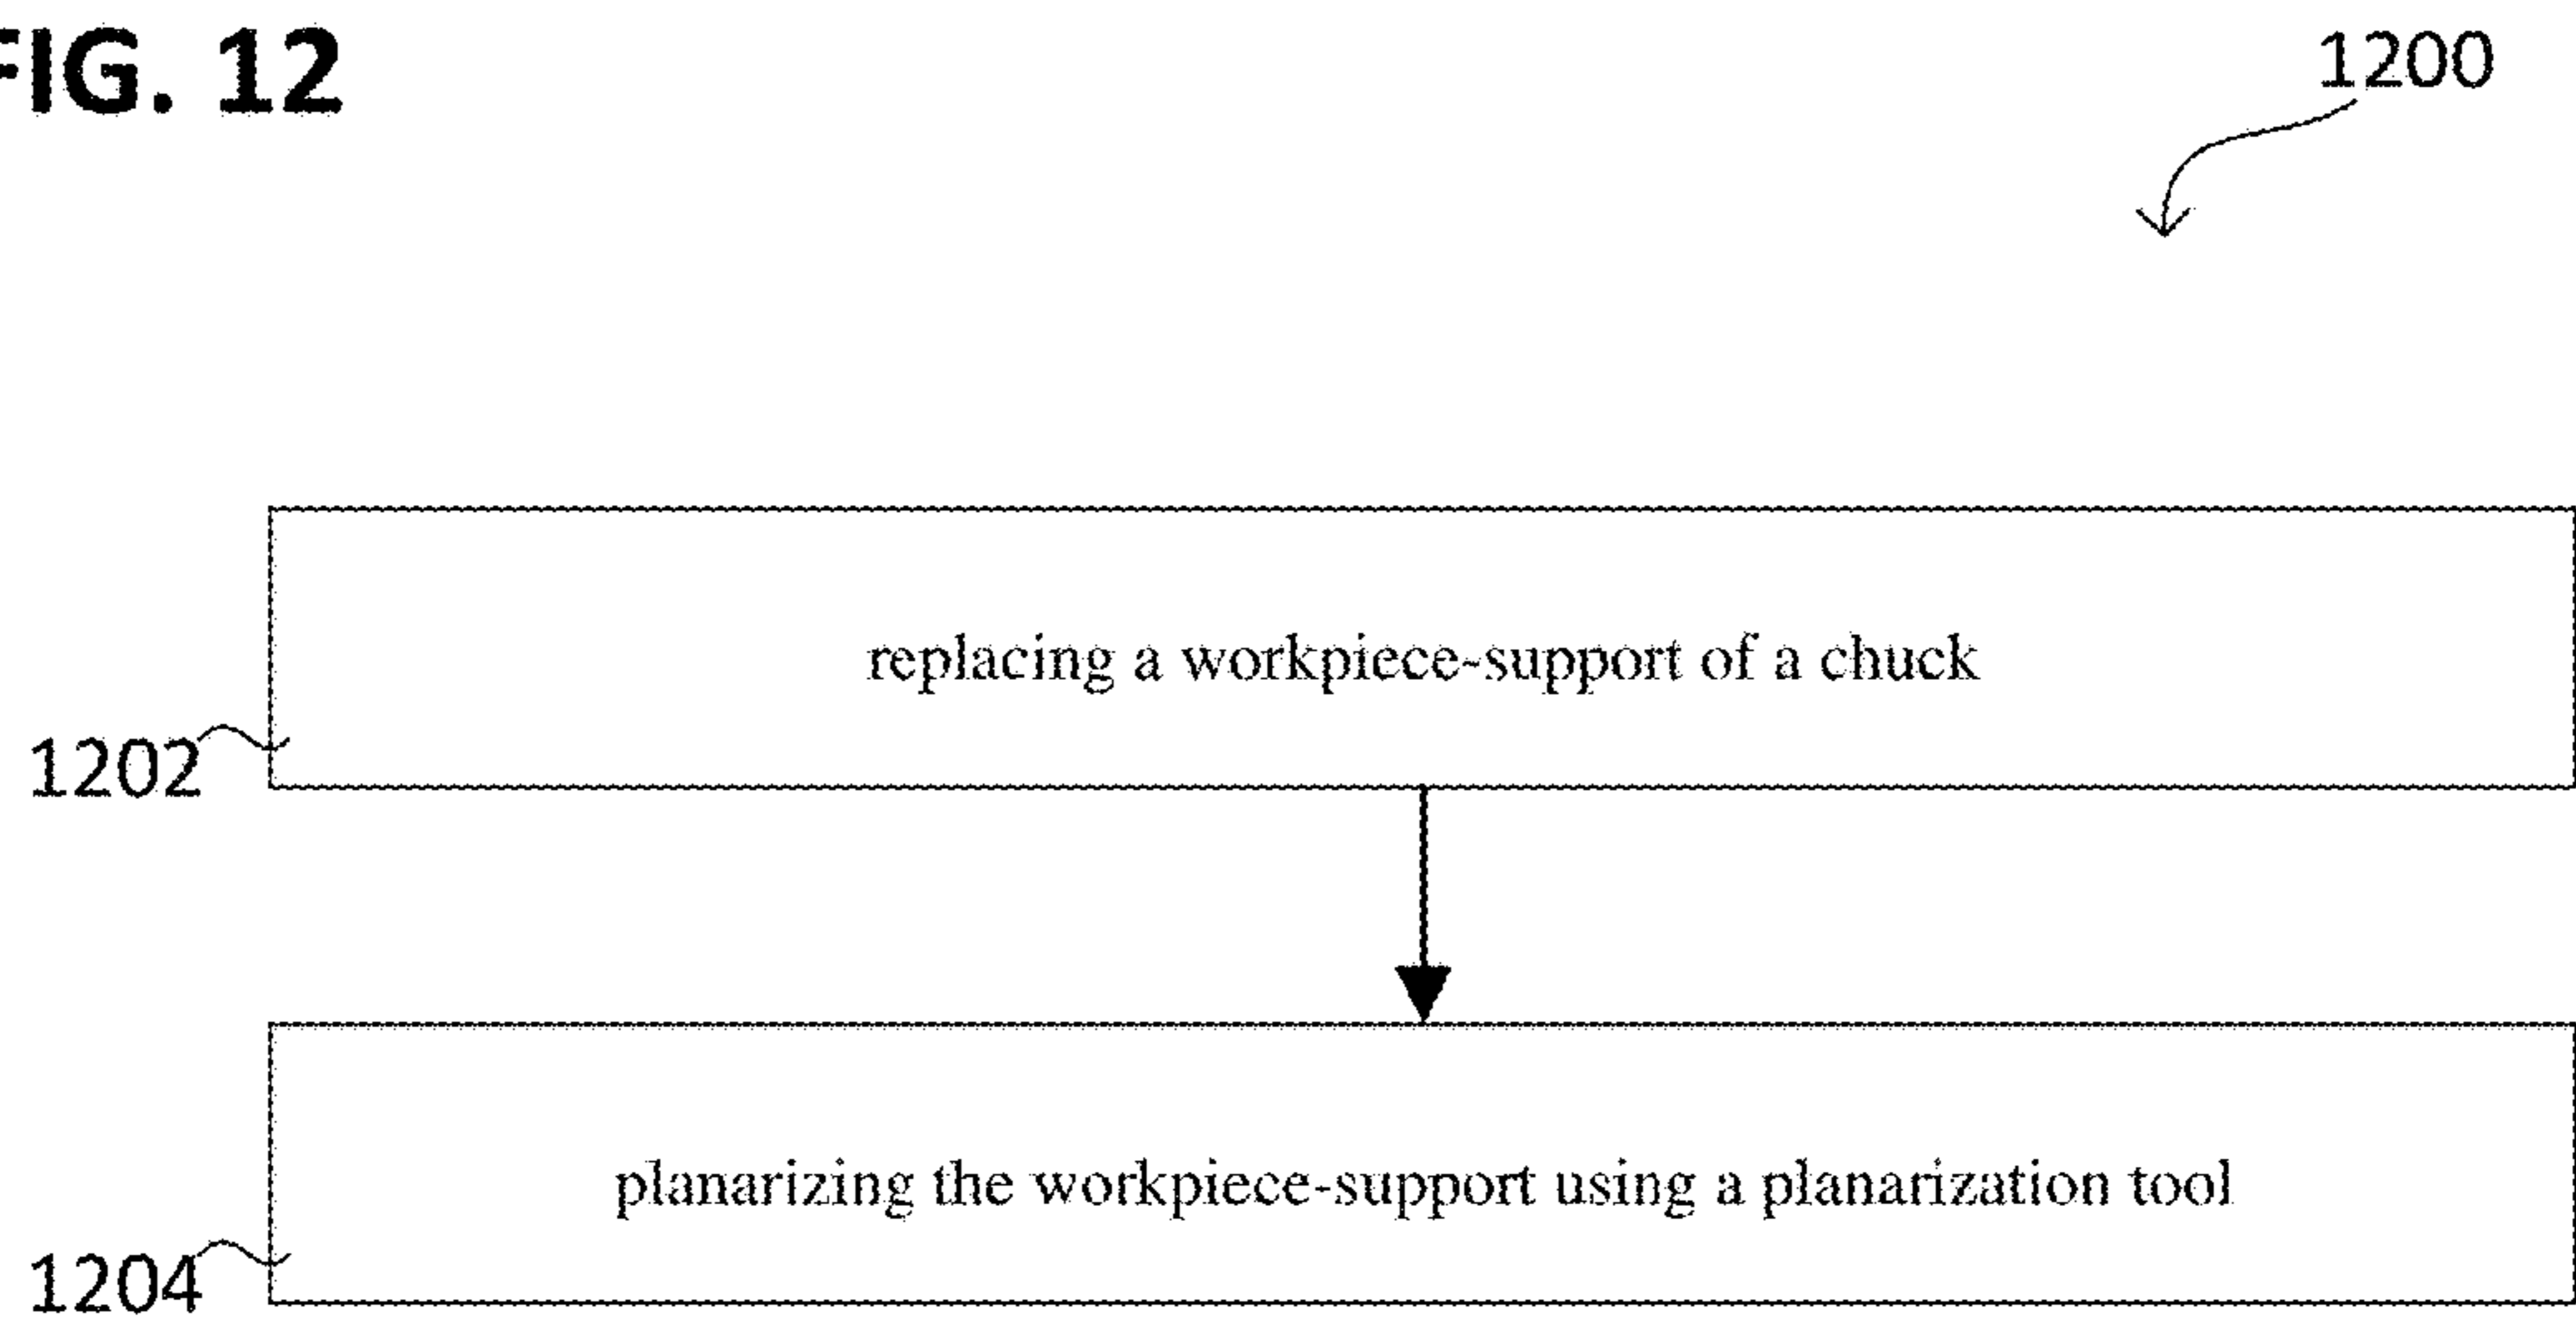 FIG. 12
1200
replacing a workpiece-support of a chuck
1202
planarizing the workpiece-support using a planarization tool
1204